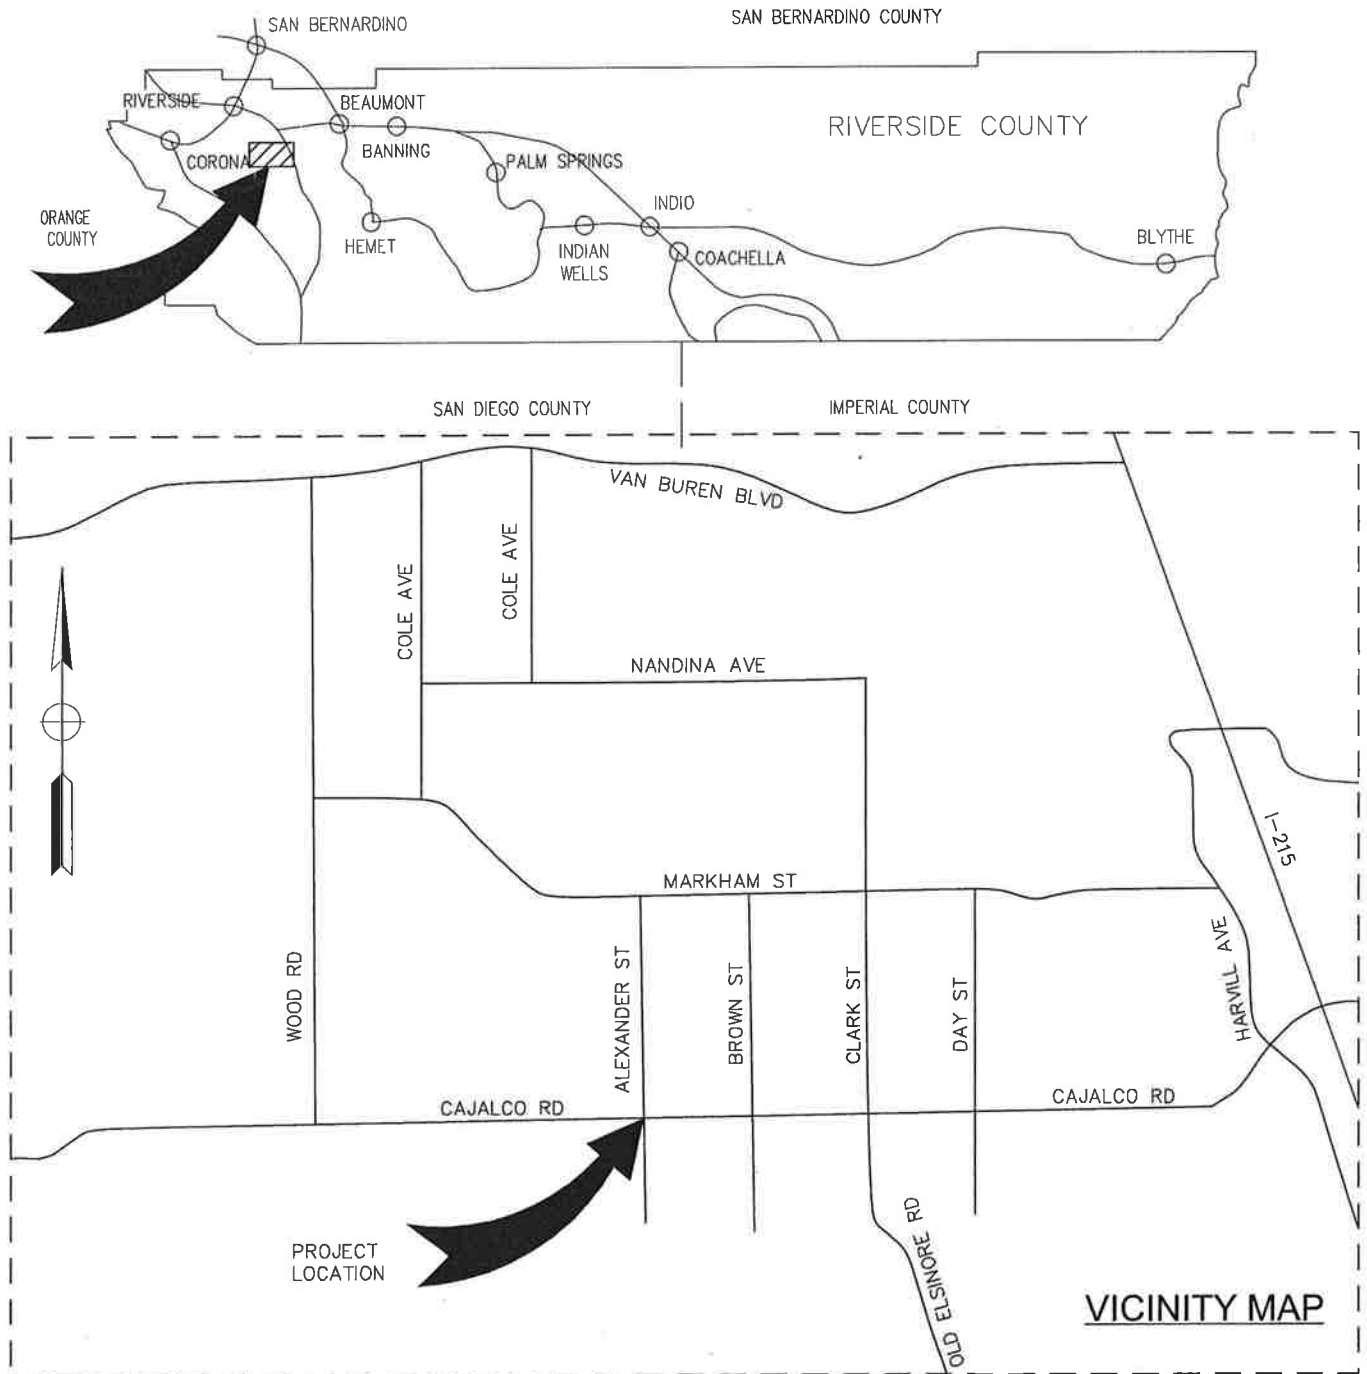 SAN BERNARDINO
SAN BERNARDINO COUNTY
RIVERSIDE
BEAUMONT
RIVERSIDE COUNTY
BANNING
CORONA
PALM SPRINGS
INDIO
ORANGE
COUNTY
HEMET
INDIAN
WELLS
COACHELLA
BLYTHE
SAN DIEGO COUNTY
IMPERIAL COUNTY
VAN BUREN BLVD
COLE AVE
COLE AVE
NANDINA AVE
I-215
MARKHAM ST
WOOD RD
ALEXANDER ST
BROWN ST
CLARK ST
DAY ST
HARVILL AVE
CAJALCO RD
CAJALCO RD
PROJECT
LOCATION
OLD ELSINORE RD
VICINITY MAP